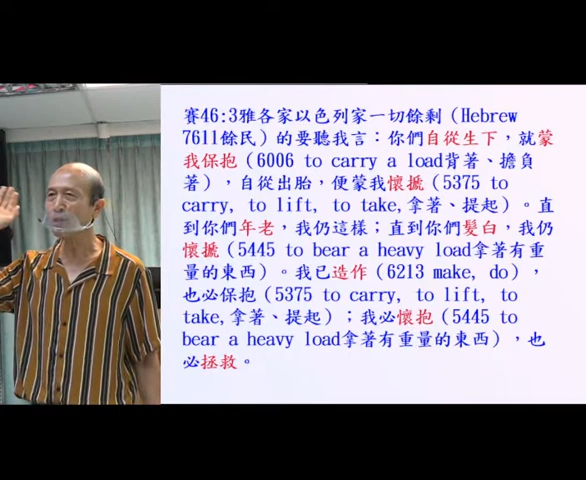 賽46:3雅各家以色列家一切餘剩（Hebrew
7611餘民）的要聽我言：你們自從生下，就蒙
我保抱（6006 to carry a load背著、擔負
著），自從出胎，便蒙我懷搋（5375 to
carry, to lift, to take,拿著、提起）。直
到你們年老，我仍這樣；直到你們髮白，我仍
懷搋（5445 to bear a heavy load拿著有重
量的東西）。我已造作（6213 make, do），
也必保抱（5375 to carry, to lift, to
take,拿著、提起）；我必懷抱（5445 to
bear a heavy load拿著有重量的東西），也
必拯救。